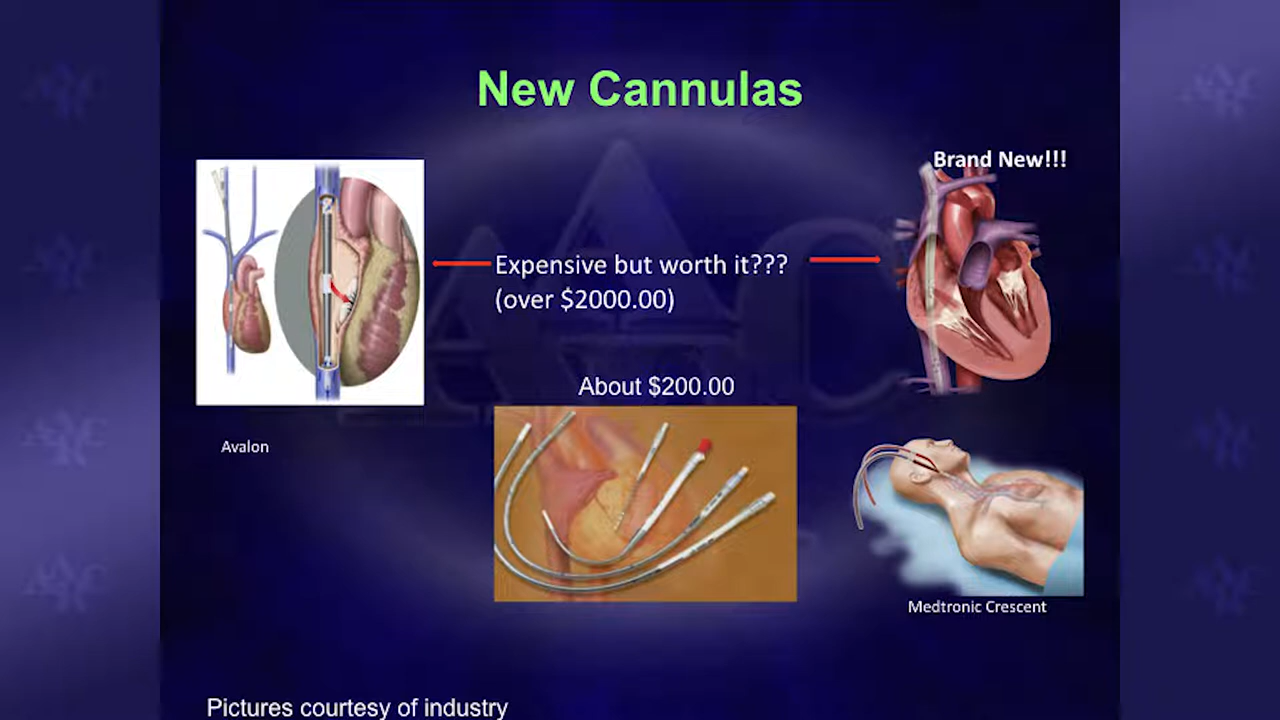 New Cannulas
Brand New!!!
Expensive but worth it???
(over $2000.00)
About $200.00
Avalon
Medtronic Crescent
Pictures courtesy of industry